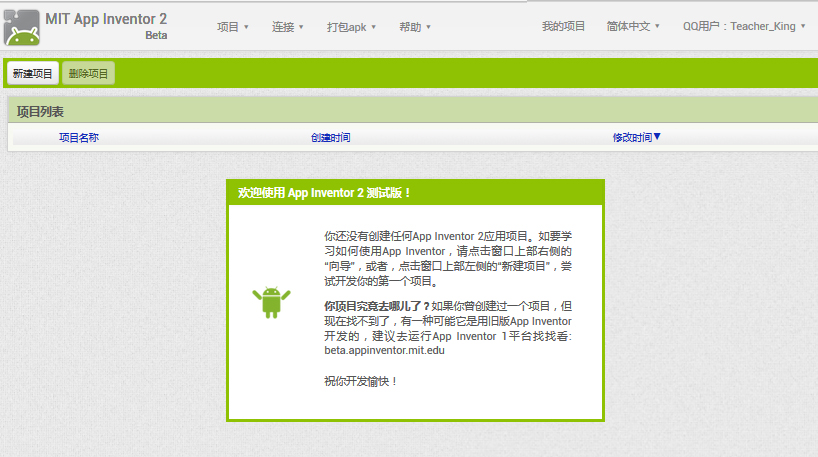 MIT App Inventor 2
Beta
项目 连接 打包apk 帮助 我的项目 简体中文 QQ用户：Teacher_King
新建项目 删除项目
项目列表
项目名称 创建时间 修改时间
欢迎使用 App Inventor 2 测试版！
你还没有创建任何App Inventor 2应用项目。如要学
习如何使用App Inventor，请点击窗口上部右侧的
“向导”，或者，点击窗口上部左侧的“新建项目”，尝
试开发你的第一个项目。
你项目究竟去哪儿了？如果你曾创建过一个项目，但
现在找不到了，有一种可能它是用旧版App Inventor
开发的，建议去运行App Inventor 1平台找找看:
beta.appinventor.mit.edu
祝你开发愉快！